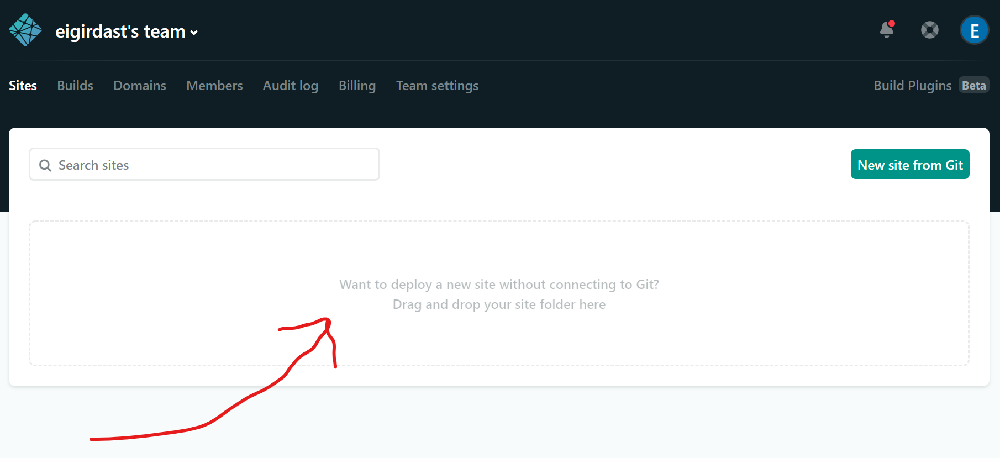 eigirdast's team
E
Sites Builds Domains Members Audit log Billing Team settings Build Plugins Beta
Search sites
New site from Git
Want to deploy a new site without connecting to Git?
Drag and drop your site folder here